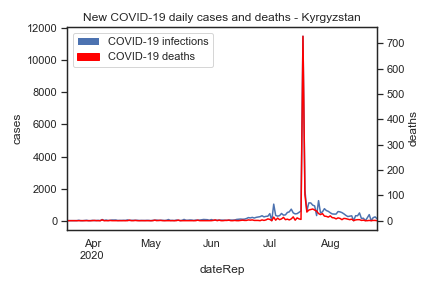 New COVID-19 daily cases and deaths - Kyrgyzstan
COVID-19 infections
COVID-19 deaths
12000
10000
8000
6000
4000
2000
0
cases
700
600
500
400
300
200
100
0
deaths
Apr
2020
May
Jun
Jul
Aug
dateRep